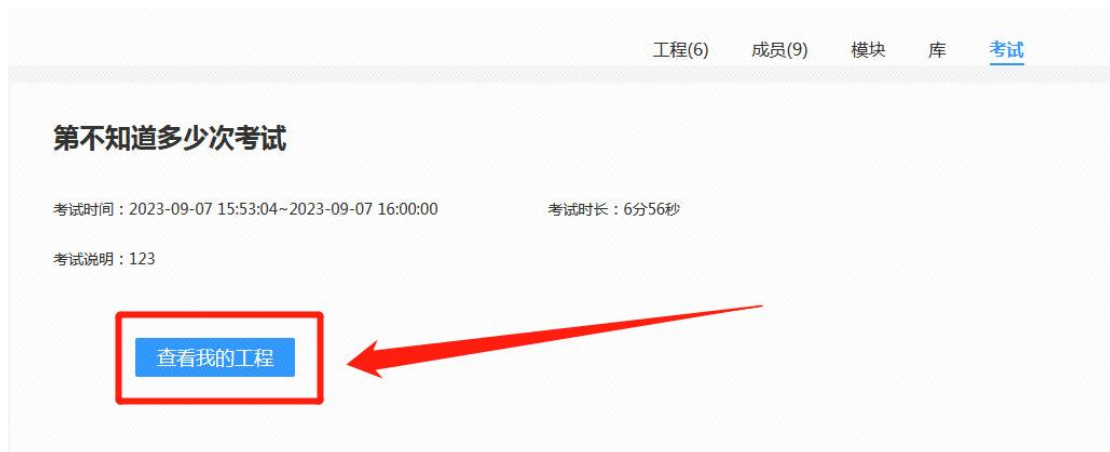 工程(6) 成员(9) 模块 库 考试
第不知道多少次考试
考试时间：2023-09-07 15:53:04~2023-09-07 16:00:00 考试时长：6分56秒
考试说明：123
查看我的工程